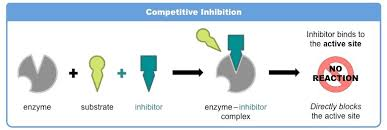 Competitive Inhibition
Inhibitor binds to
the active site
+
+
NO
REACTION
enzyme
substrate
inhibitor
enzyme – inhibitor
complex
Directly blocks
the active site